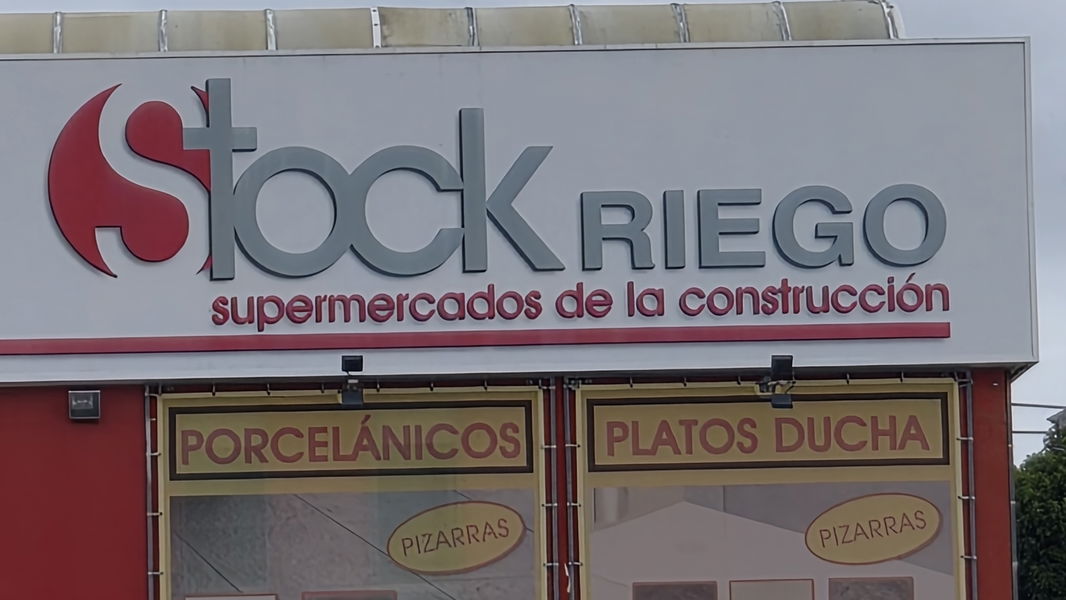 Stock RIEGO
supermercados de la construcción
PORCELÁNICOS
PLATOS DUCHA
PIZARRAS
PIZARRAS